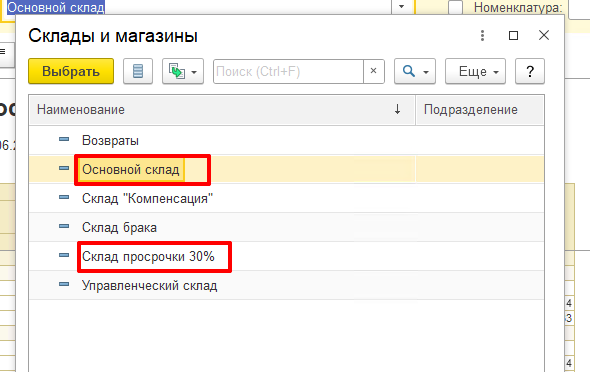 Основной склад
Номенклатура:
Склады и магазины
Выбрать
Поиск (Ctrl+F)
×
Еще
?
Наименование ↓ Подразделение
Возвраты
Основной склад
Склад "Компенсация"
Склад брака
Склад просрочки 30%
Управленческий склад